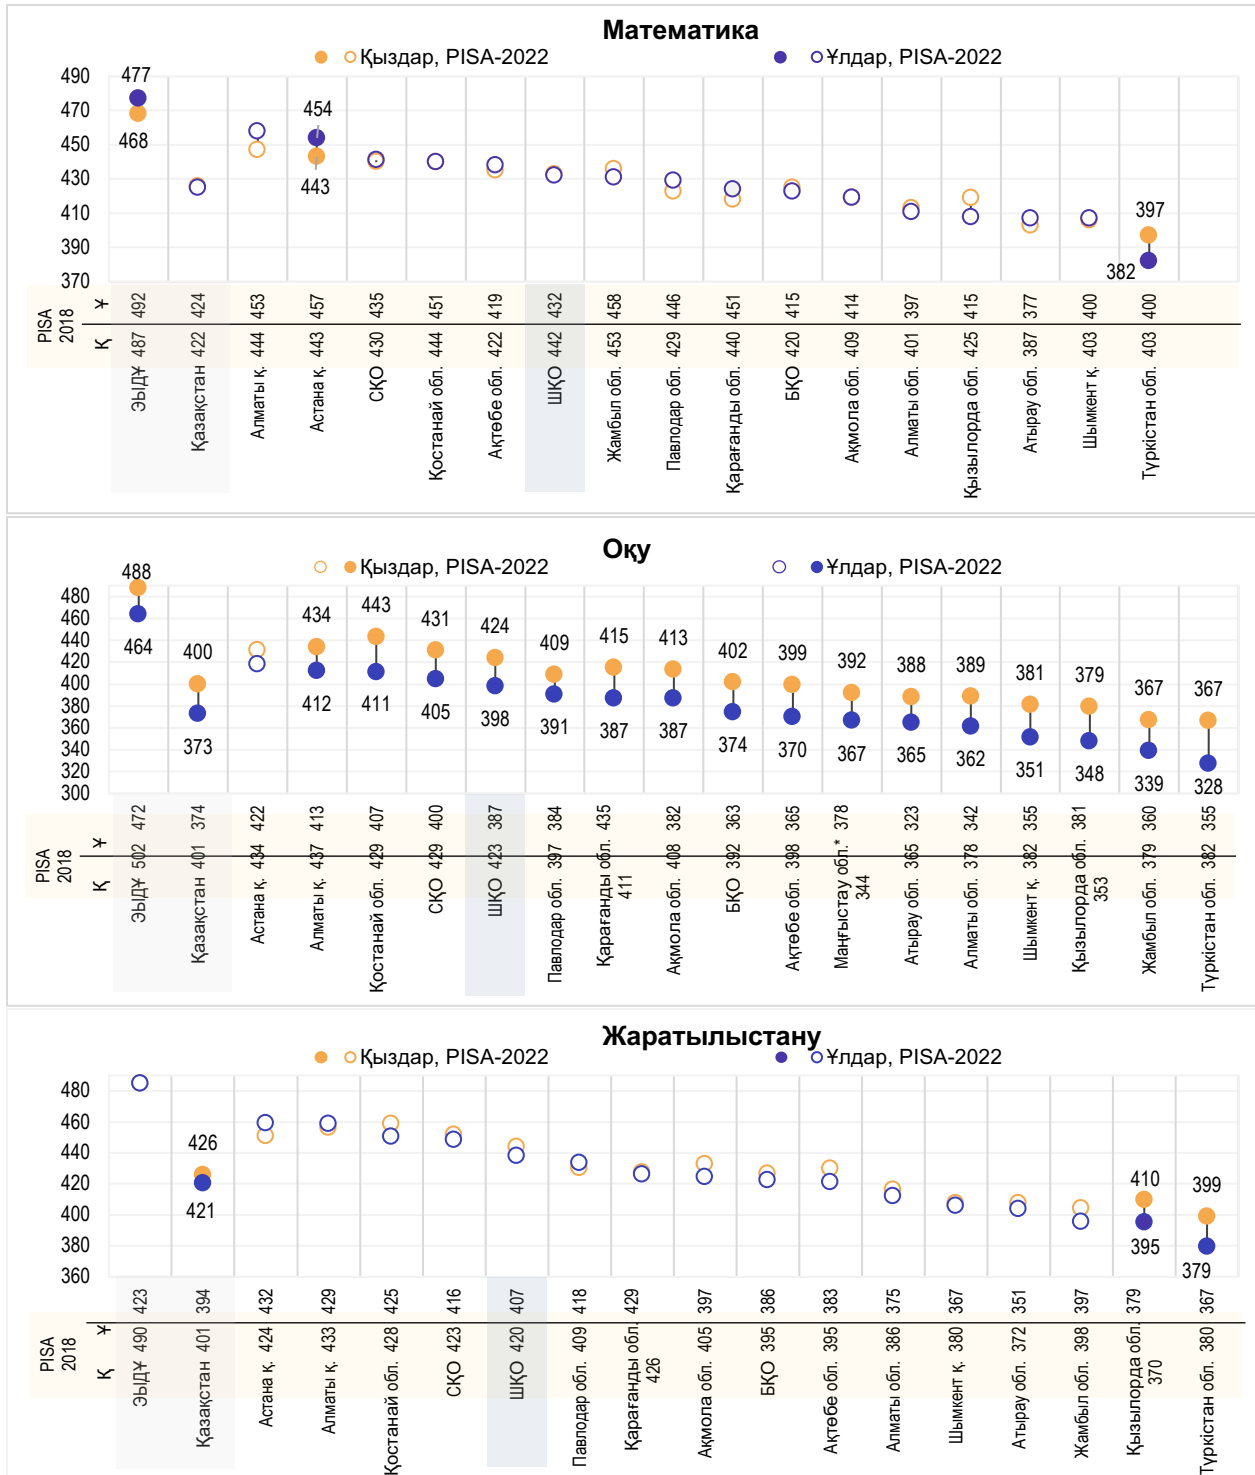 Математика
Қыздар, PISA-2022
Ұлдар, PISA-2022
490
470
450
430
410
390
370
477
468
454
443
397
382
PISA 2018
Ұ 492 424 453 457 435 451 419 432 458 446 451 415 414 397 415 377 400 400
Қ 487 422 444 443 430 444 422 442 453 429 440 420 409 401 425 387 403 403
ЭЫДҰ
Қазақстан
Алматы қ.
Астана қ.
СҚО
Қостанай обл.
Ақтөбе обл.
ШҚО
Жамбыл обл.
Павлодар обл.
Қарағанды обл.
БҚО
Ақмола обл.
Алматы обл.
Қызылорда обл.
Атырау обл.
Шымкент қ.
Түркістан обл.
Оқу
Қыздар, PISA-2022
Ұлдар, PISA-2022
480
460
440
420
400
380
360
340
320
300
488 400 434 443 431 424 409 415 413 402 399 392 388 389 381 379 367 367
464 373 412 411 405 398 391 387 387 374 370 367 365 362 351 348 339 328
PISA 2018
Ұ 472 374 422 413 407 400 387 384 435 382 363 365 378 323 342 355 381 360 355
Қ 502 401 434 437 429 429 423 397 411 408 392 398 344 365 378 382 353 379 382
ЭЫДҰ
Қазақстан
Астана қ.
Алматы қ.
Қостанай обл.
СҚО
ШҚО
Павлодар обл.
Қарағанды обл.
Ақмола обл.
БҚО
Ақтөбе обл.
Маңғыстау обл.*
Атырау обл.
Алматы обл.
Шымкент қ.
Қызылорда обл.
Жамбыл обл.
Түркістан обл.
Жаратылыстану
Қыздар, PISA-2022
Ұлдар, PISA-2022
480
460
440
420
400
380
360
426
421
410
395
399
379
PISA 2018
Ұ 423 394 432 429 425 416 407 418 429 397 386 383 375 367 351 397 379 367
Қ 490 401 424 433 428 423 420 409 426 405 395 395 386 380 372 398 370 380
ЭЫДҰ
Қазақстан
Астана қ.
Алматы қ.
Қостанай обл.
СҚО
ШҚО
Павлодар обл.
Қарағанды обл.
Ақмола обл.
БҚО
Ақтөбе обл.
Алматы обл.
Шымкент қ.
Атырау обл.
Жамбыл обл.
Қызылорда обл.
Түркістан обл.